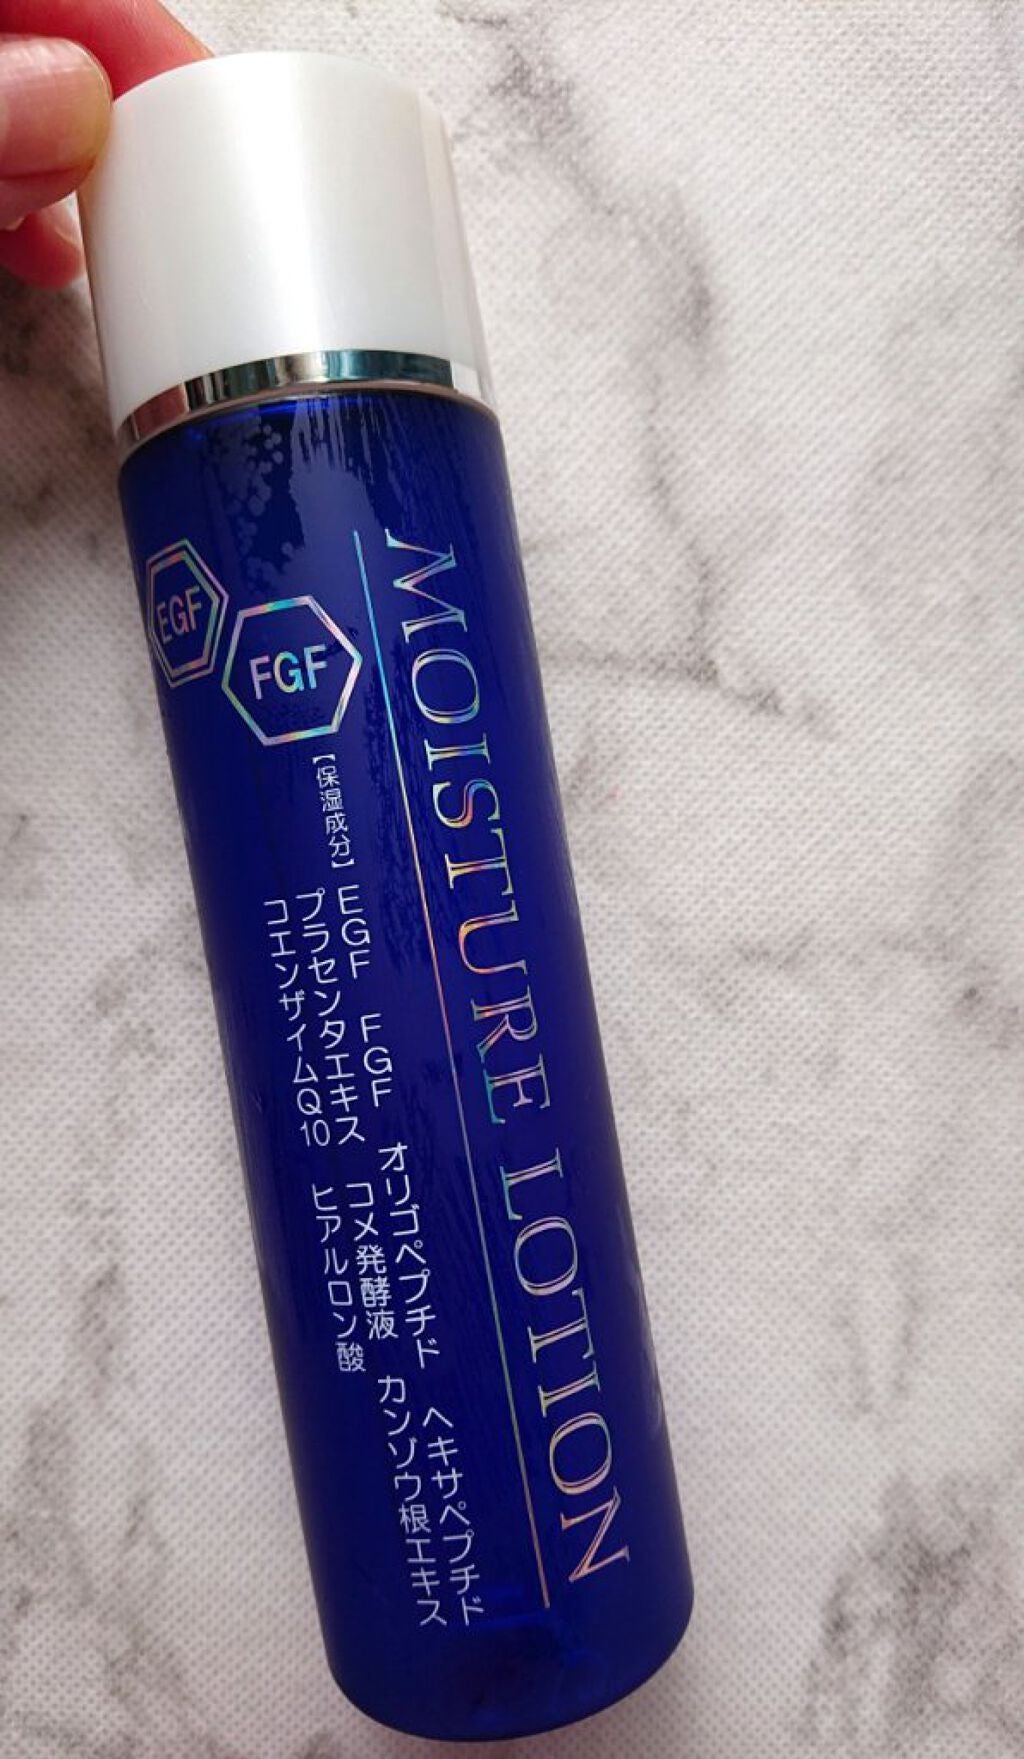 EGF
FGF
MOISTURE LOTION
【保湿成分】
EGF FGF オリゴペプチド ヘキサペプチド
プラセンタエキス コメ発酵液 カンゾウ根エキス
コエンザイムQ10 ヒアルロン酸